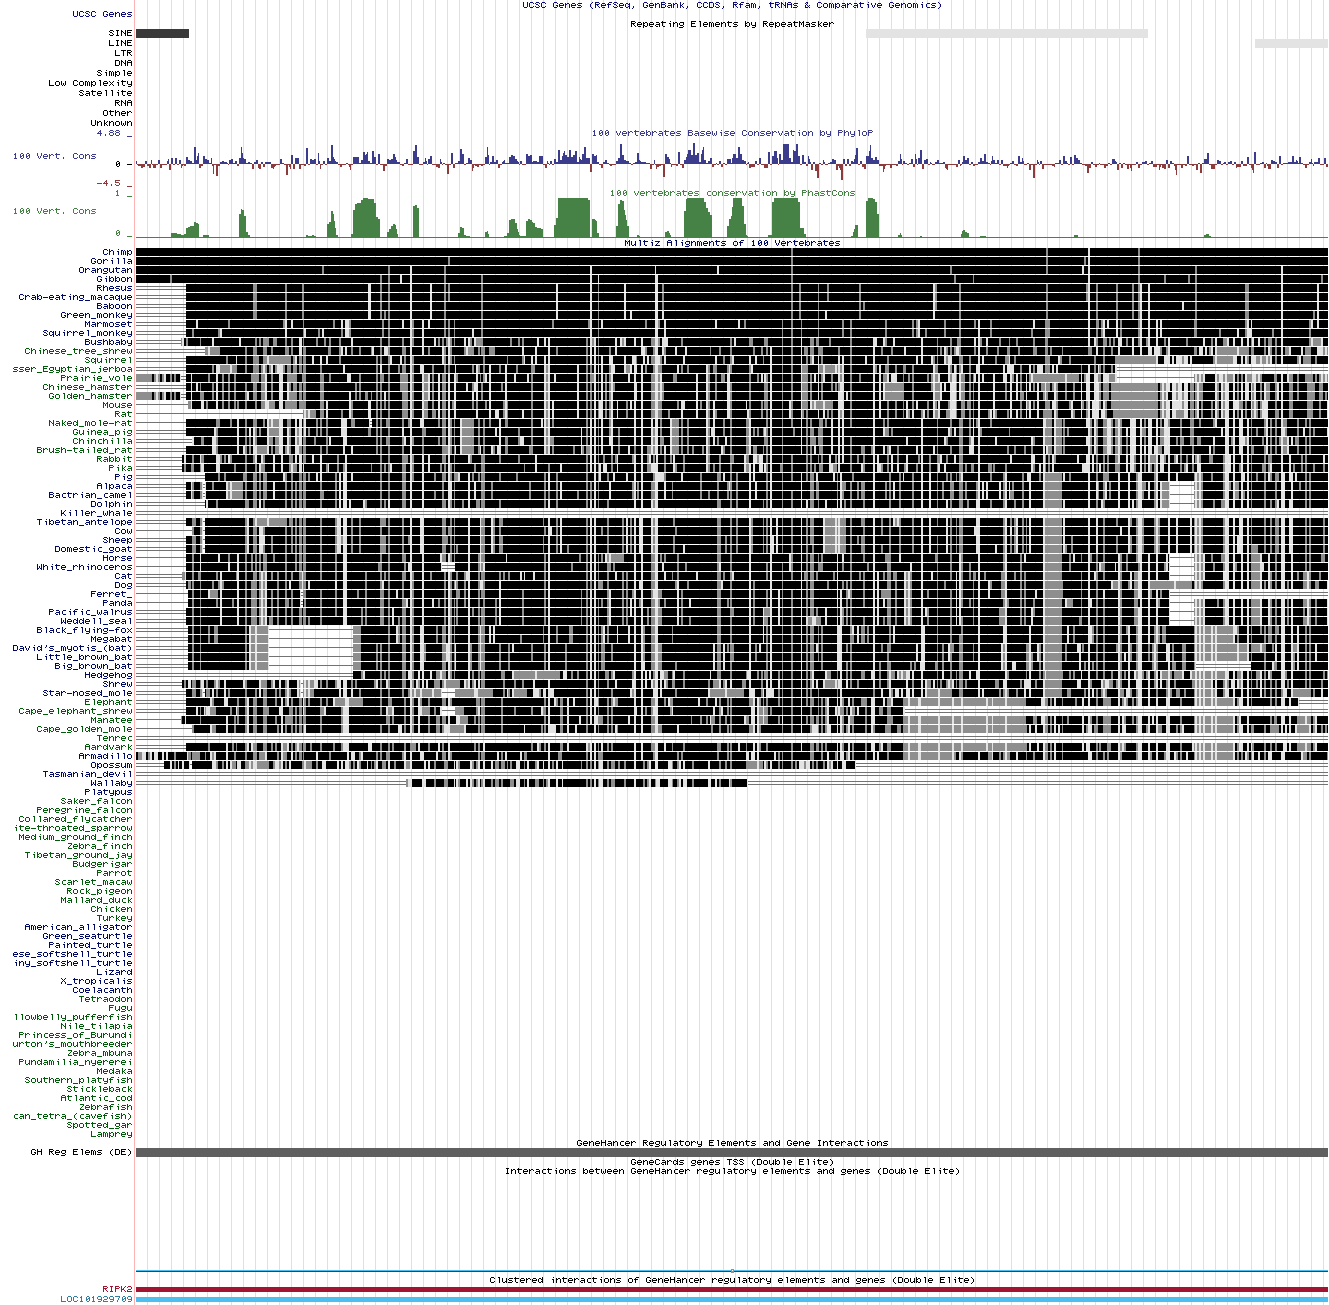 UCSC Genes (RefSeq, GenBank, CCDS, Rfam, tRNAs & Comparative Genomics)
UCSC Genes
Repeating Elements by RepeatMasker
SINE
LINE
LTR
DNA
Simple
Low Complexity
Satellite
RNA
Other
Unknown
4.88 _
100 vertebrates Basewise Conservation by PhyloP
100 Vert. Cons
0 -
-4.5 _
1 _
100 vertebrates conservation by PhastCons
100 Vert. Cons
0 _
Multiz Alignments of 100 Vertebrates
Chimp
Gorilla
Orangutan
Gibbon
Rhesus
Crab-eating_macaque
Baboon
Green_monkey
Marmoset
Squirrel_monkey
Bushbaby
Chinese_tree_shrew
Squirrel
sser_Egyptian_jerboa
Prairie_vole
Chinese_hamster
Golden_hamster
Mouse
Rat
Naked_mole-rat
Guinea_pig
Chinchilla
Brush-tailed_rat
Rabbit
Pika
Pig
Alpaca
Bactrian_camel
Dolphin
Killer_whale
Tibetan_antelope
Cow
Sheep
Domestic_goat
Horse
White_rhinoceros
Cat
Dog
Ferret_
Panda
Pacific_walrus
Weddell_seal
Black_flying-fox
Megabat
David's_myotis_(bat)
Little_brown_bat
Big_brown_bat
Hedgehog
Shrew
Star-nosed_mole
Elephant
Cape_elephant_shrew
Manatee
Cape_golden_mole
Tenrec
Aardvark
Armadillo
Opossum
Tasmanian_devil
Wallaby
Platypus
Saker_falcon
Peregrine_falcon
Collared_flycatcher
ite-throated_sparrow
Medium_ground_finch
Zebra_finch
Tibetan_ground_jay
Budgerigar
Parrot
Scarlet_macaw
Rock_pigeon
Mallard_duck
Chicken
Turkey
American_alligator
Green_seaturtle
Painted_turtle
ese_softshell_turtle
iny_softshell_turtle
Lizard
X_tropicalis
Coelacanth
Tetraodon
Fugu
llowbelly_pufferfish
Nile_tilapia
Princess_of_Burundi
urton's_mouthbreeder
Zebra_mbuna
Pundamilia_nyererei
Medaka
Southern_platyfish
Stickleback
Atlantic_cod
Zebrafish
can_tetra_(cavefish)
Spotted_gar
Lamprey
GeneHancer Regulatory Elements and Gene Interactions
GH Reg Elems (DE)
GeneCards genes TSS (Double Elite)
Interactions between GeneHancer regulatory elements and genes (Double Elite)
Clustered interactions of GeneHancer regulatory elements and genes (Double Elite)
RIPK2
LOC101929709